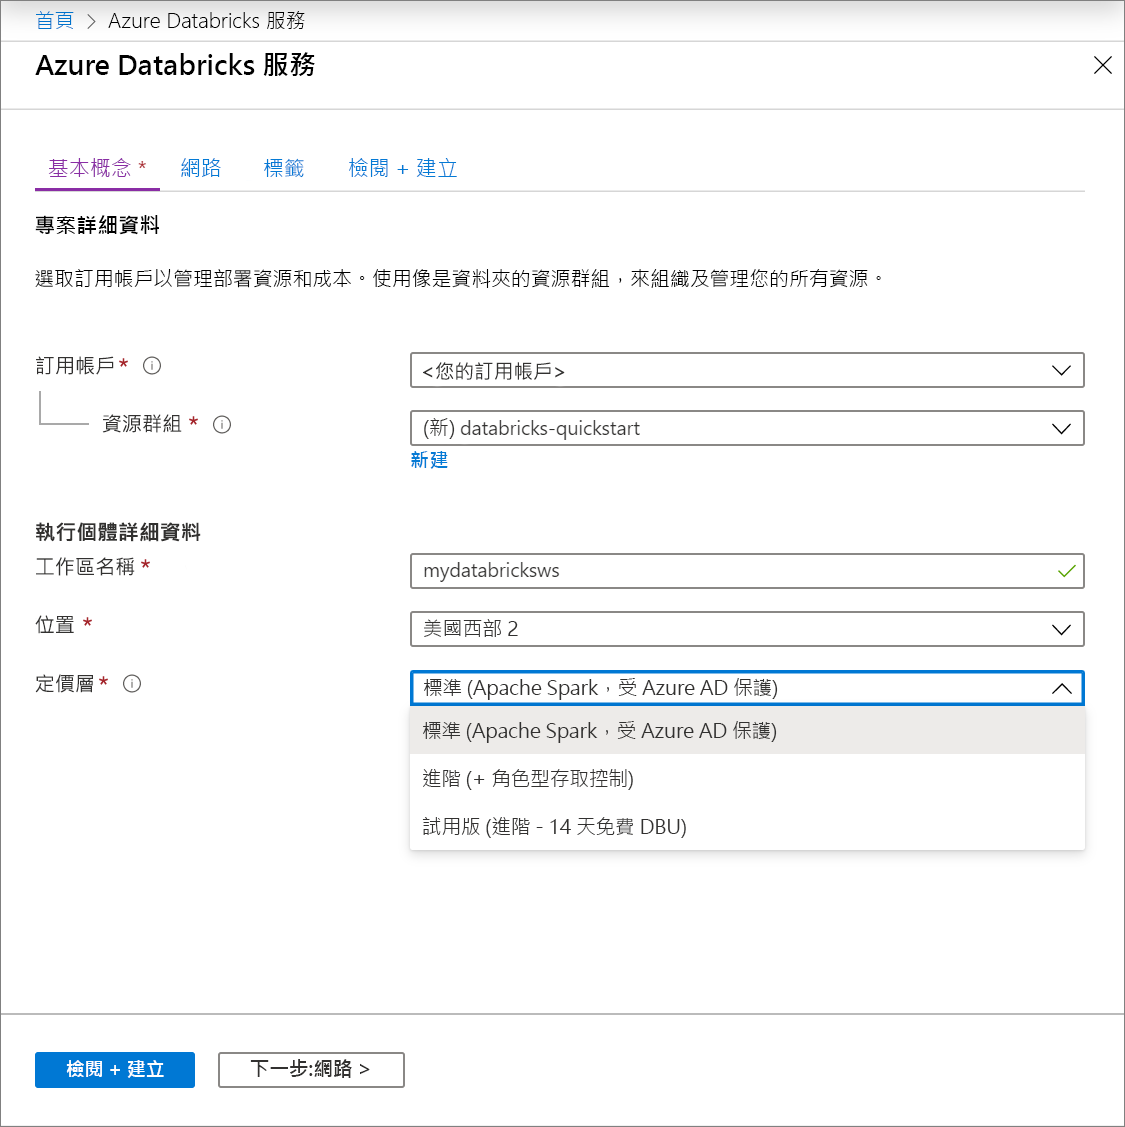 首頁 > Azure Databricks 服務
Azure Databricks 服務
基本概念 * 網路 標籤 檢閱 + 建立
專案詳細資料
選取訂用帳戶以管理部署資源和成本。使用像是資料夾的資源群組，來組織及管理您的所有資源。
訂用帳戶 * <您的訂用帳戶>
資源群組 * (新) databricks-quickstart
新建
執行個體詳細資料
工作區名稱 * mydatabricksws
位置 * 美國西部 2
定價層 * 標準 (Apache Spark，受 Azure AD 保護)
標準 (Apache Spark，受 Azure AD 保護)
進階 (+ 角色型存取控制)
試用版 (進階 - 14 天免費 DBU)
檢閱 + 建立 下一步:網路 >